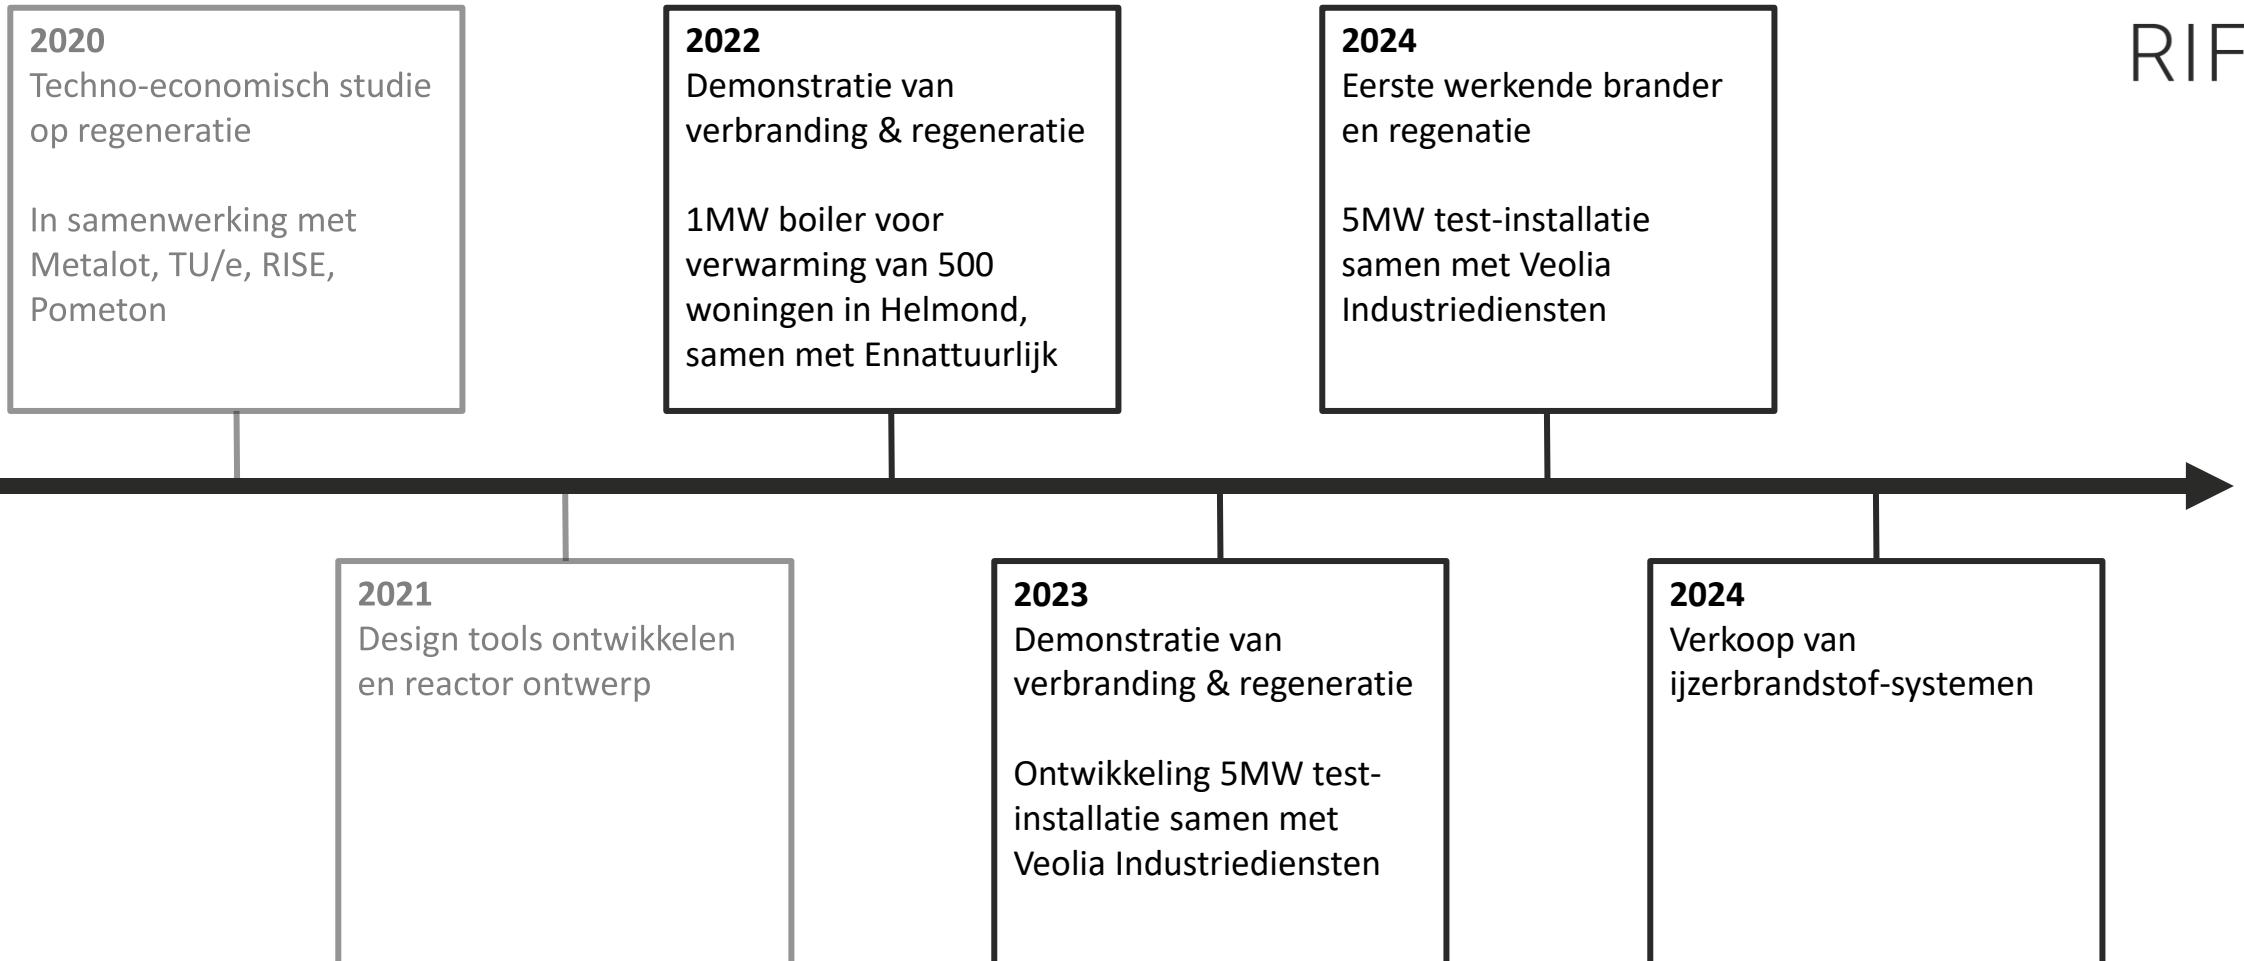 2020
Techno-economisch studie
op regeneratie
In samenwerking met
Metalot, TU/e, RISE,
Pometon
2022
Demonstratie van
verbranding & regeneratie
1MW boiler voor
verwarming van 500
woningen in Helmond,
samen met Ennattuurlijk
2024
Eerste werkende brander
en regenatie
5MW test-installatie
samen met Veolia
Industriediensten
RIF
2021
Design tools ontwikkelen
en reactor ontwerp
2023
Demonstratie van
verbranding & regeneratie
Ontwikkeling 5MW test-
installatie samen met
Veolia Industriediensten
2024
Verkoop van
ijzerbrandstof-systemen